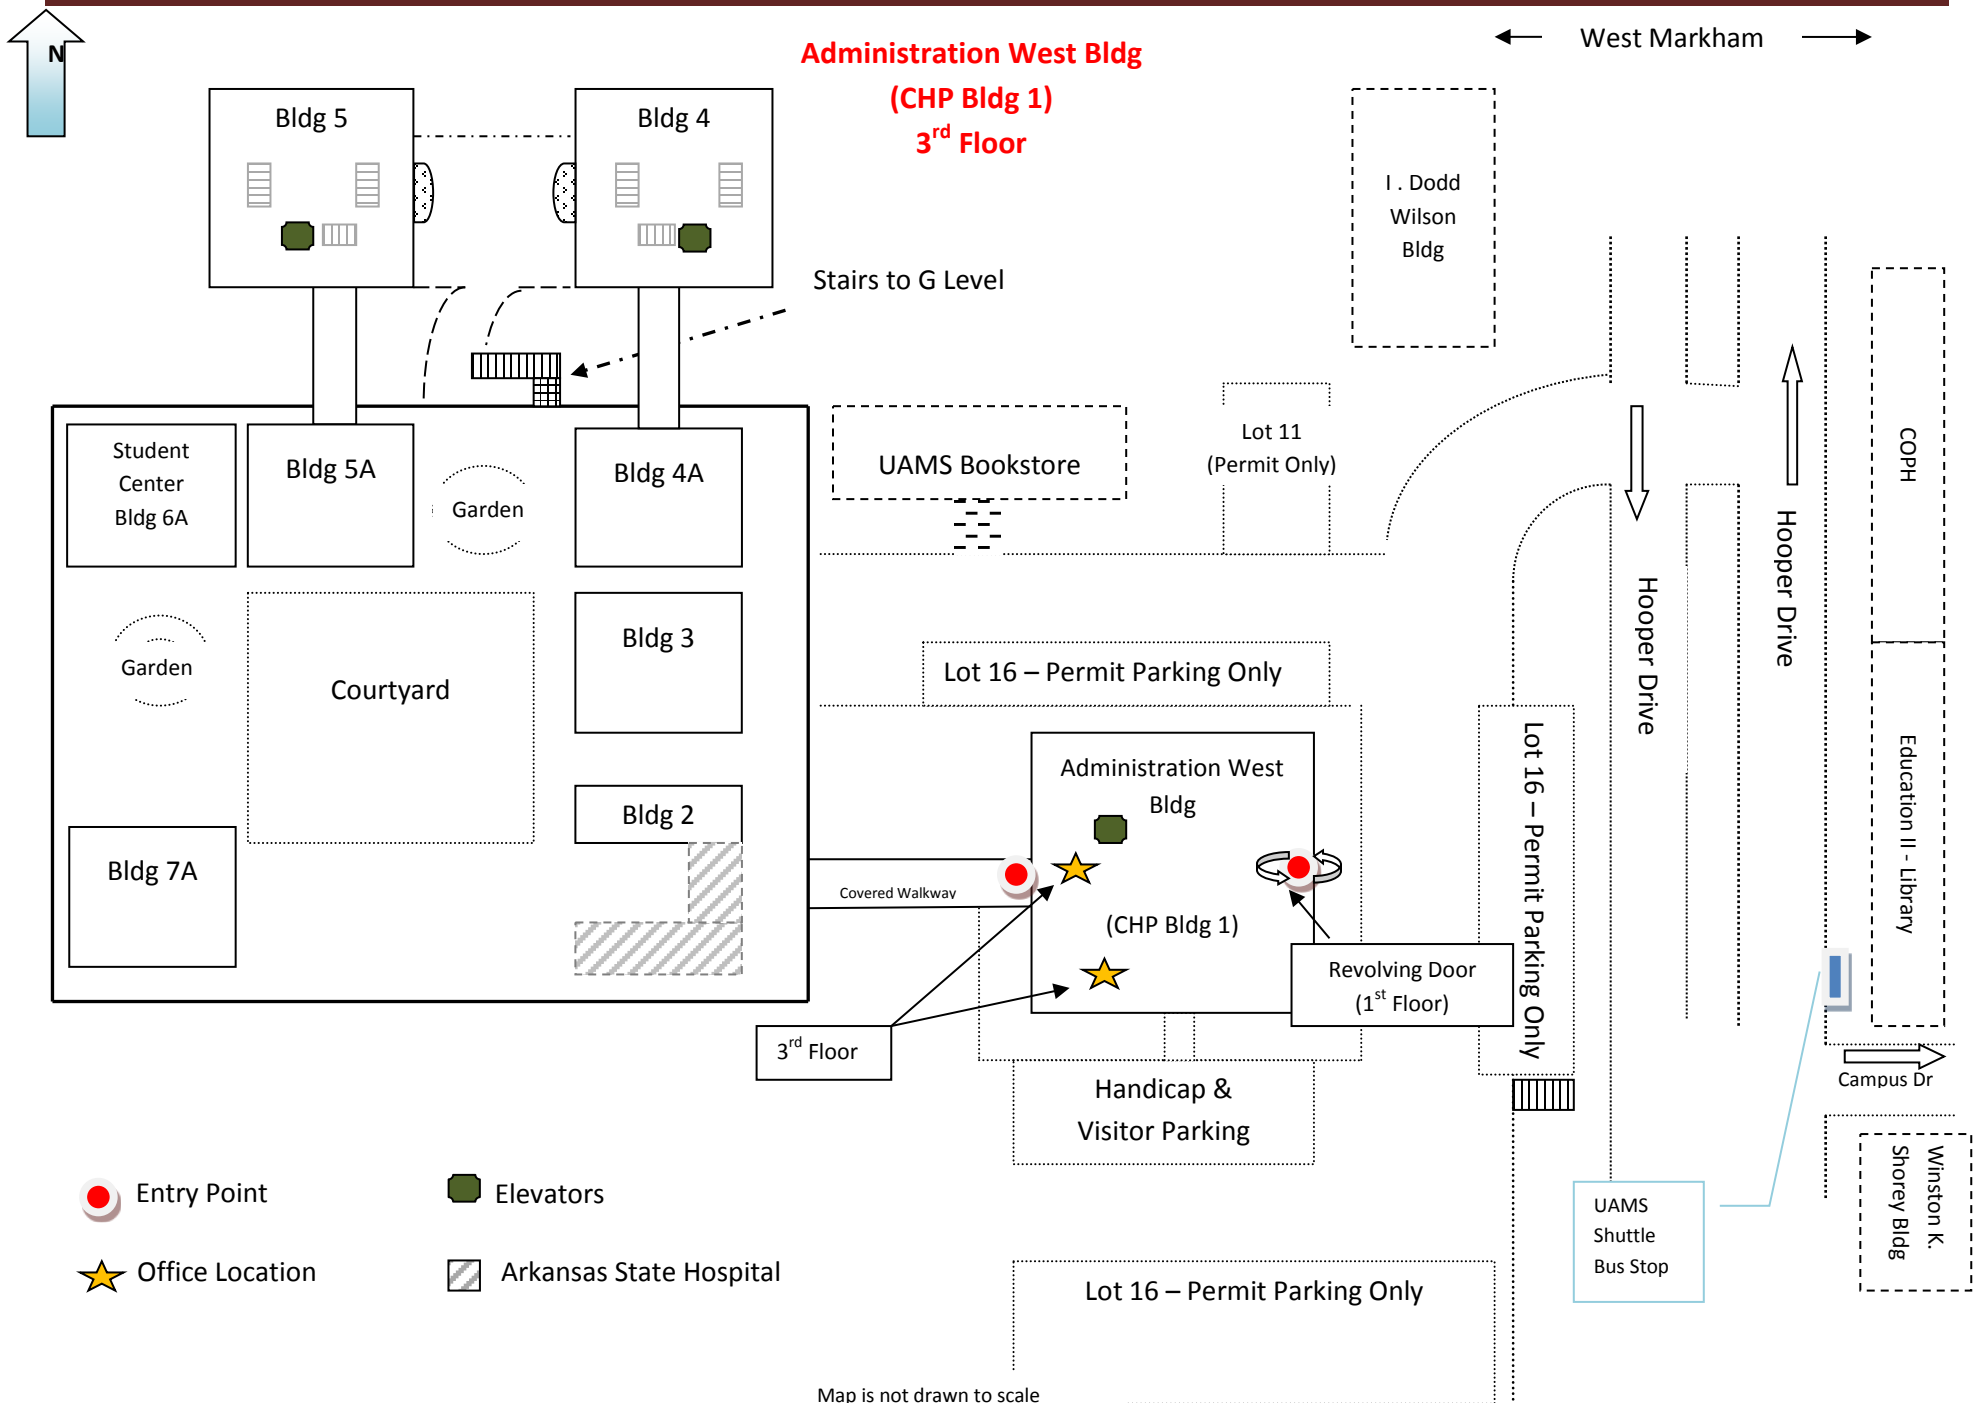 N
Administration West Bldg
(CHP Bldg 1)
3rd Floor
West Markham
Bldg 5
Bldg 4
I . Dodd
Wilson
Bldg
Stairs to G Level
Student
Center
Bldg 6A
Bldg 5A
Garden
Bldg 4A
UAMS Bookstore
Lot 11
(Permit Only)
COPH
Hooper Drive
Hooper Drive
Garden
Courtyard
Bldg 3
Lot 16 – Permit Parking Only
Lot 16 – Permit Parking Only
Education II - Library
Administration West
Bldg
Bldg 2
Bldg 7A
Covered Walkway
(CHP Bldg 1)
Revolving Door
(1st Floor)
3rd Floor
Handicap &
Visitor Parking
Campus Dr
Winston K.
Shorey Bldg
Entry Point
Elevators
UAMS
Shuttle
Bus Stop
Office Location
Arkansas State Hospital
Lot 16 – Permit Parking Only
Map is not drawn to scale